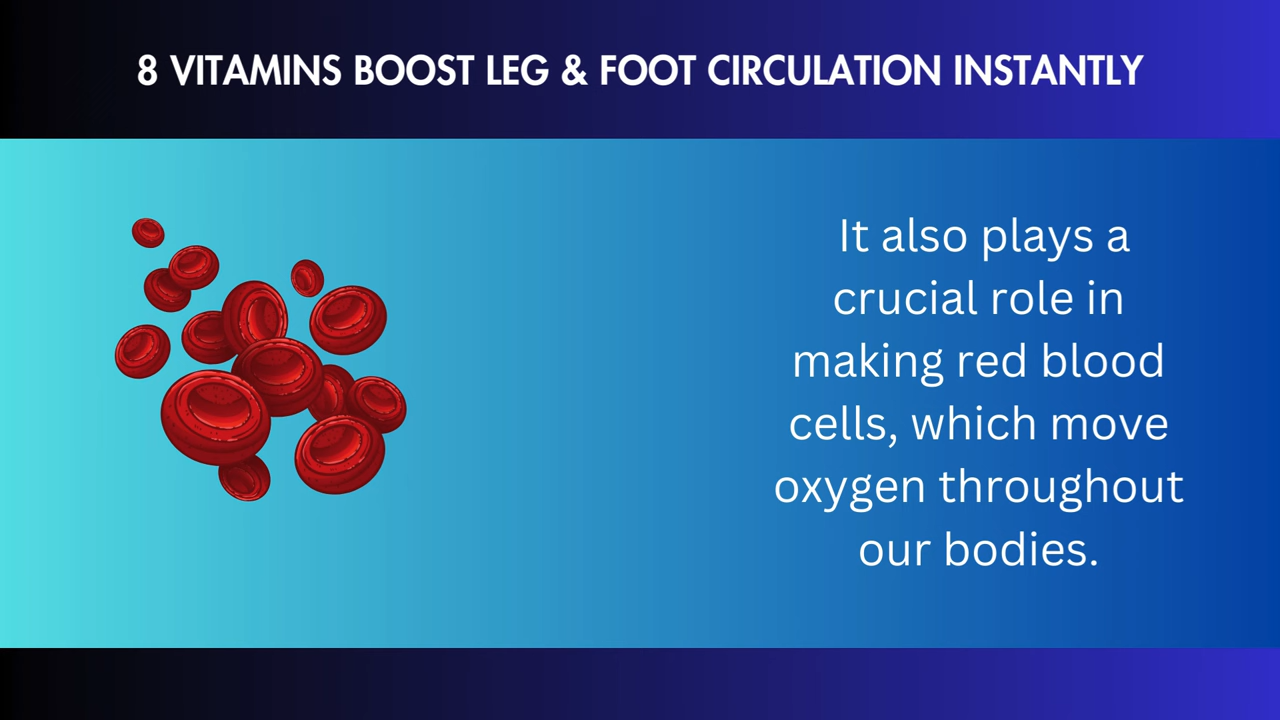 8 VITAMINS BOOST LEG & FOOT CIRCULATION INSTANTLY
It also plays a
crucial role in
making red blood
cells, which move
oxygen throughout
our bodies.